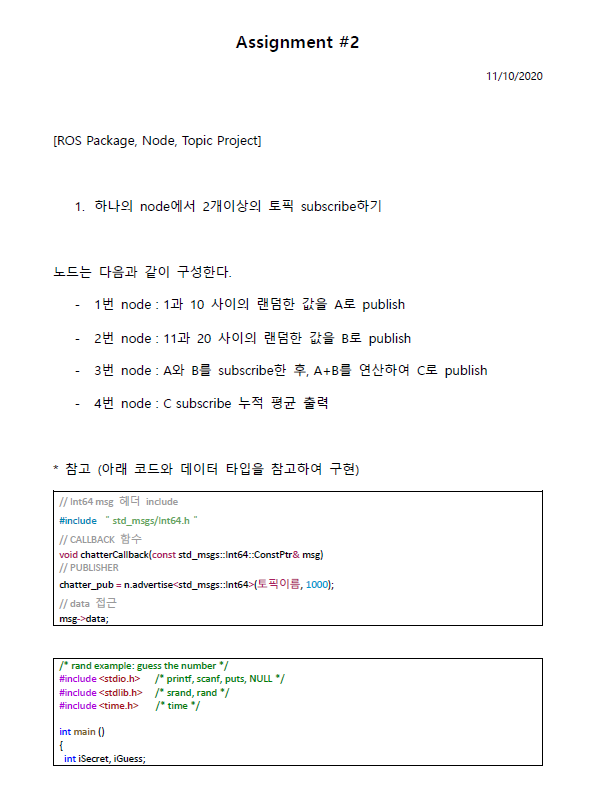 Assignment #2
11/10/2020
[ROS Package, Node, Topic Project]
1. 하나의 node에서 2개이상의 토픽 subscribe하기
노드는 다음과 같이 구성한다.
- 1번 node : 1과 10 사이의 랜덤한 값을 A로 publish
- 2번 node : 11과 20 사이의 랜덤한 값을 B로 publish
- 3번 node : A와 B를 subscribe한 후, A+B를 연산하여 C로 publish
- 4번 node : C subscribe 누적 평균 출력
* 참고 (아래 코드와 데이터 타입을 참고하여 구현)
// Int64 msg 헤더 include
#include “ std_msgs/Int64.h ”
// CALLBACK 함수
void chatterCallback(const std_msgs::Int64::ConstPtr& msg)
// PUBLISHER
chatter_pub = n.advertise<std_msgs::Int64>(토픽이름, 1000);
// data 접근
msg->data;
/* rand example: guess the number */
#include <stdio.h> /* printf, scanf, puts, NULL */
#include <stdlib.h> /* srand, rand */
#include <time.h> /* time */
int main ()
{
int iSecret, iGuess;